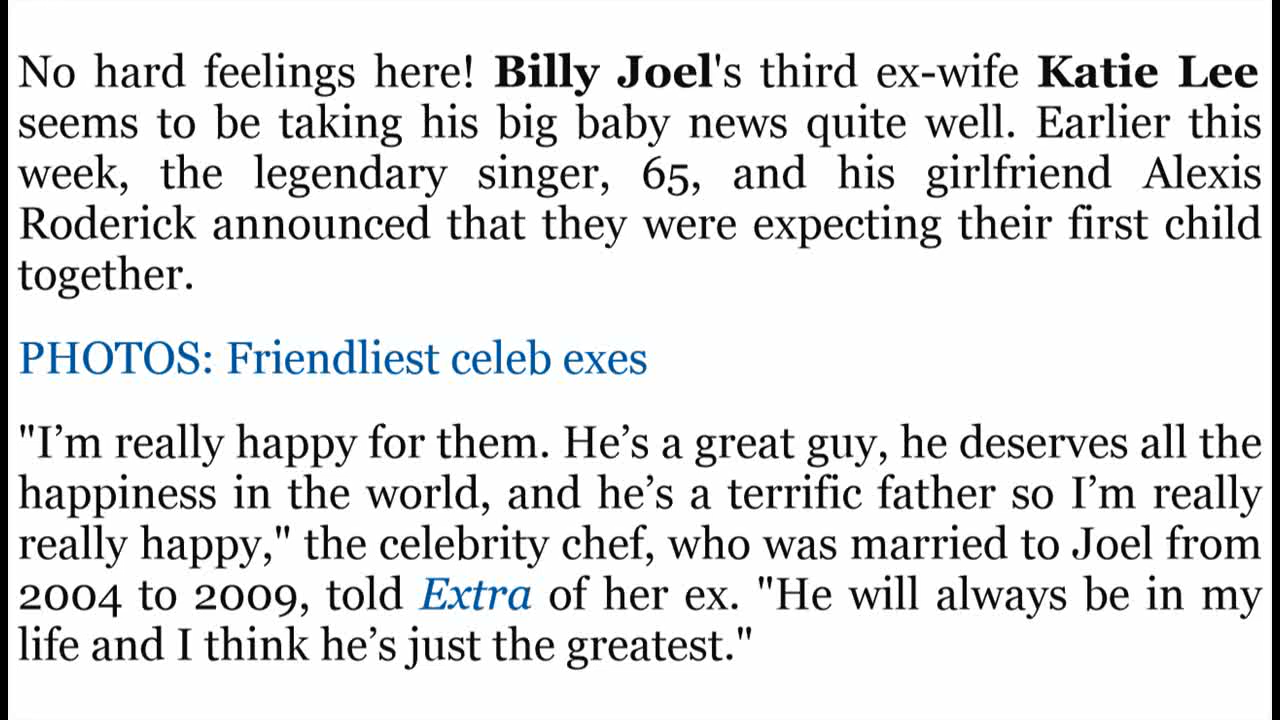 No hard feelings here! Billy Joel's third ex-wife Katie Lee
seems to be taking his big baby news quite well. Earlier this
week, the legendary singer, 65, and his girlfriend Alexis
Roderick announced that they were expecting their first child
together.
PHOTOS: Friendliest celeb exes
"I’m really happy for them. He’s a great guy, he deserves all the
happiness in the world, and he’s a terrific father so I’m really
really happy," the celebrity chef, who was married to Joel from
2004 to 2009, told Extra of her ex. "He will always be in my
life and I think he’s just the greatest."